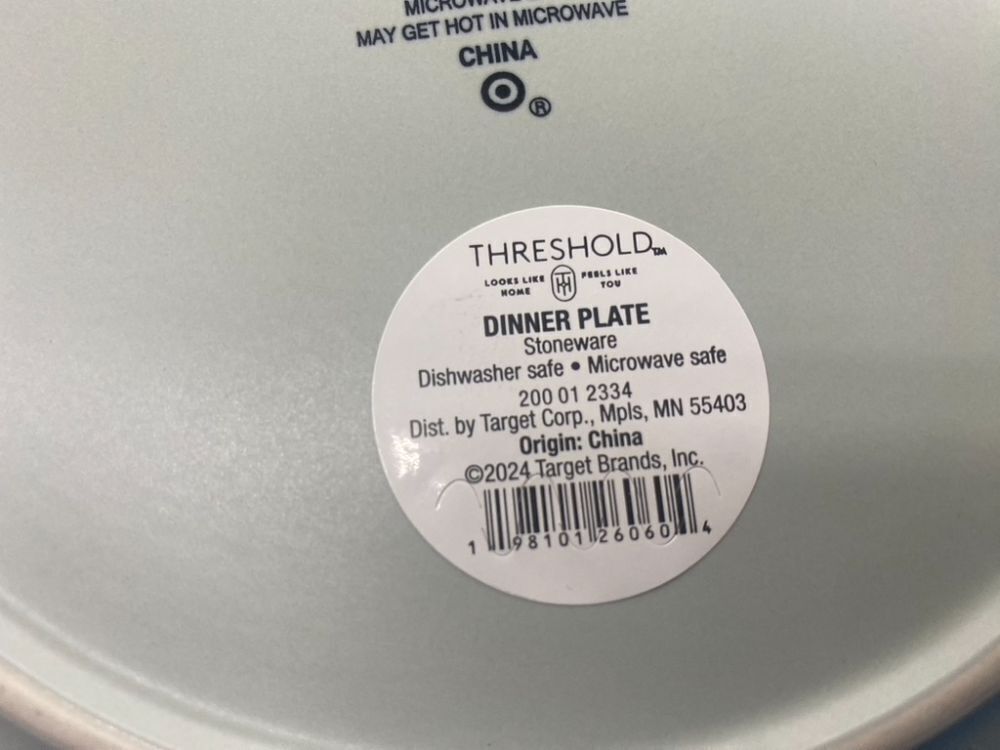 MAY GET HOT IN MICROWAVE
CHINA
®
THRESHOLD™
LOOKS LIKE HOME TH FEELS LIKE YOU
DINNER PLATE
Stoneware
Dishwasher safe • Microwave safe
200 01 2334
Dist. by Target Corp., Mpls, MN 55403
Origin: China
©2024 Target Brands, Inc.
1 98101 26060 4